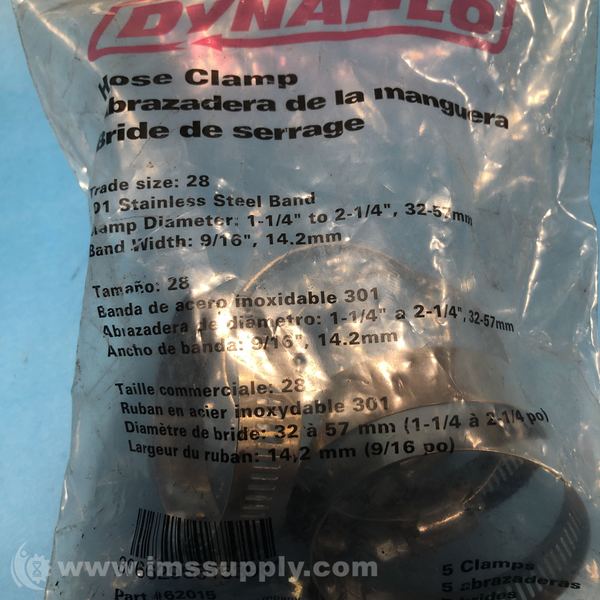 DYNAFLO
Hose Clamp
Abrazadera de la manguera
Bride de serrage
Trade size: 28
301 Stainless Steel Band
Clamp Diameter: 1-1/4" to 2-1/4", 32-57mm
Band Width: 9/16", 14.2mm
Tamaño: 28
Banda de acero inoxidable 301
Abrazadera de diámetro: 1-1/4" a 2-1/4", 32-57mm
Ancho de banda: 9/16", 14.2mm
Taille commerciale: 28
Ruban en acier inoxydable 301
Diamètre de bride: 32 à 57 mm (1-1/4 à 2-1/4 po)
Largeur du ruban: 14,2 mm (9/16 po)
www.imssupply.com
Part #62015
5 Clamps
5 abrazaderas
5 brides